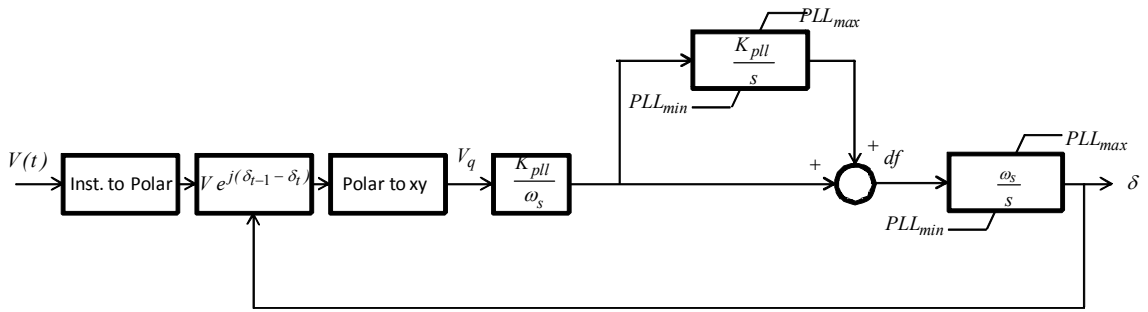 PLL_max
K_pll
s
PLL_min
V(t)
Inst. to Polar
V e^{j(δ_{t-1} - δ_t)}
Polar to xy
V_q
K_pll
ω_s
+
+
df
PLL_max
ω_s
s
PLL_min
δ